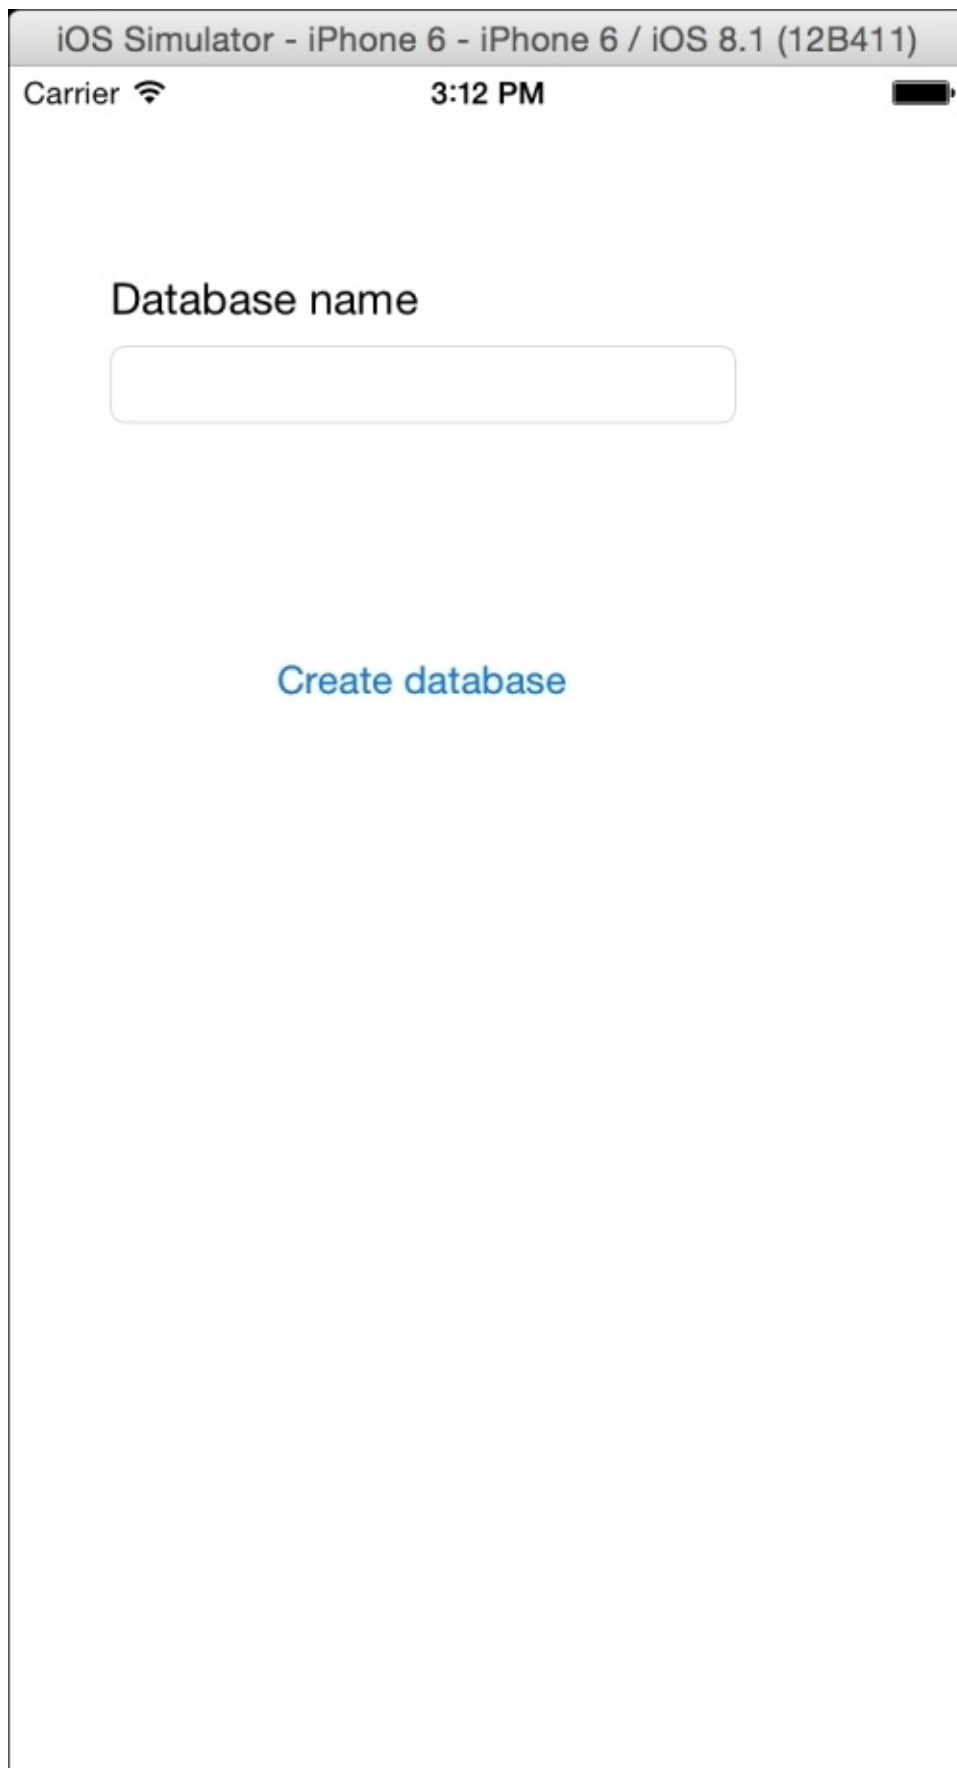 iOS Simulator - iPhone 6 - iPhone 6 / iOS 8.1 (12B411)
Carrier 3:12 PM
Database name
Create database